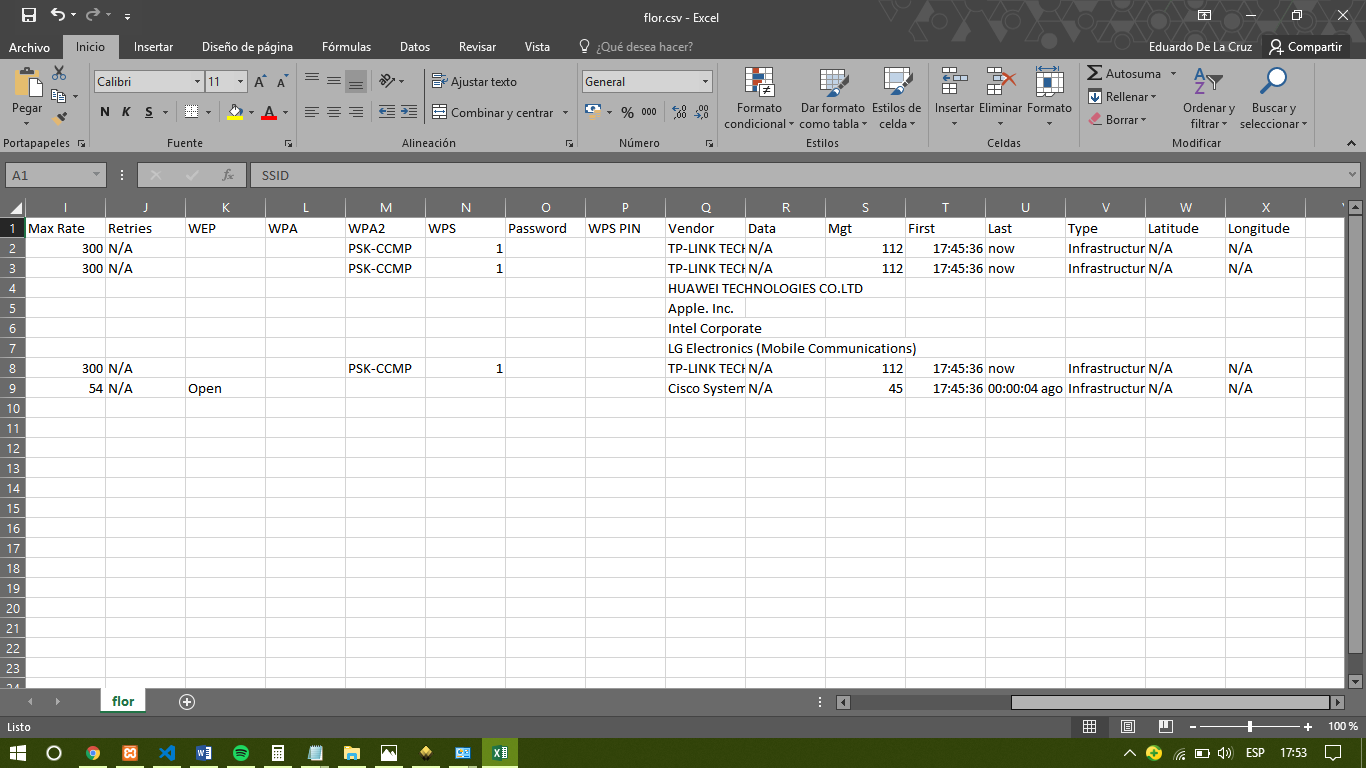 flor.csv - Excel
Archivo Inicio Insertar Diseño de página Fórmulas Datos Revisar Vista ¿Qué desea hacer? Eduardo De La Cruz Compartir
Pegar
Calibri 11
N K S
Ajustar texto
Combinar y centrar
General
% 000
Formato condicional
Dar formato como tabla
Estilos de celda
Insertar Eliminar Formato
Autosuma
Rellenar
Borrar
Ordenar y filtrar
Buscar y seleccionar
Portapapeles Fuente Alineación Número Estilos Celdas Modificar
A1 fx SSID
I J K L M N O P Q R S T U V W X
1 Max Rate Retries WEP WPA WPA2 WPS Password WPS PIN Vendor Data Mgt First Last Type Latitude Longitude
2 300 N/A PSK-CCMP 1 TP-LINK TECH N/A 112 17:45:36 now Infrastructur N/A N/A
3 300 N/A PSK-CCMP 1 TP-LINK TECH N/A 112 17:45:36 now Infrastructur N/A N/A
4 HUAWEI TECHNOLOGIES CO.LTD
5 Apple. Inc.
6 Intel Corporate
7 LG Electronics (Mobile Communications)
8 300 N/A PSK-CCMP 1 TP-LINK TECH N/A 112 17:45:36 now Infrastructur N/A N/A
9 54 N/A Open Cisco System N/A 45 17:45:36 00:00:04 ago Infrastructur N/A N/A
10
11
12
13
14
15
16
17
18
19
20
21
22
23
flor
Listo 100 %
ESP 17:53